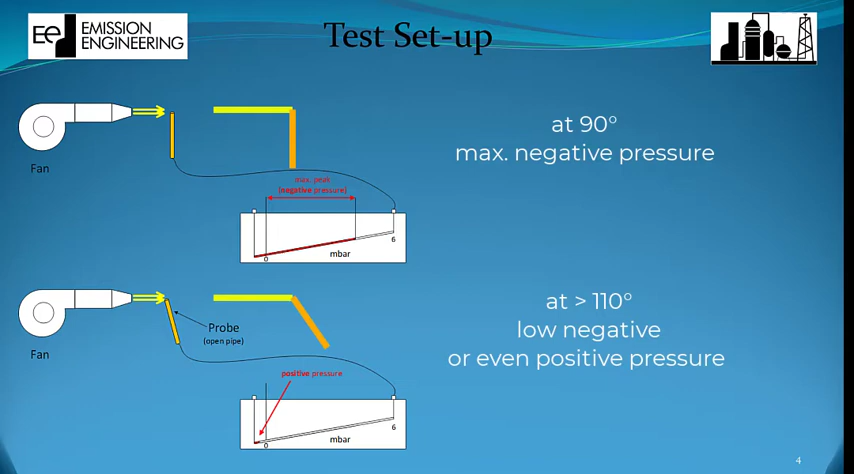 Ee EMISSION
ENGINEERING
Test Set-up
Fan
at 90°
max. negative pressure
max. peak
(negative pressure)
0
mbar
6
Probe
(open pipe)
Fan
at > 110°
low negative
or even positive pressure
positive pressure
0
mbar
6
4